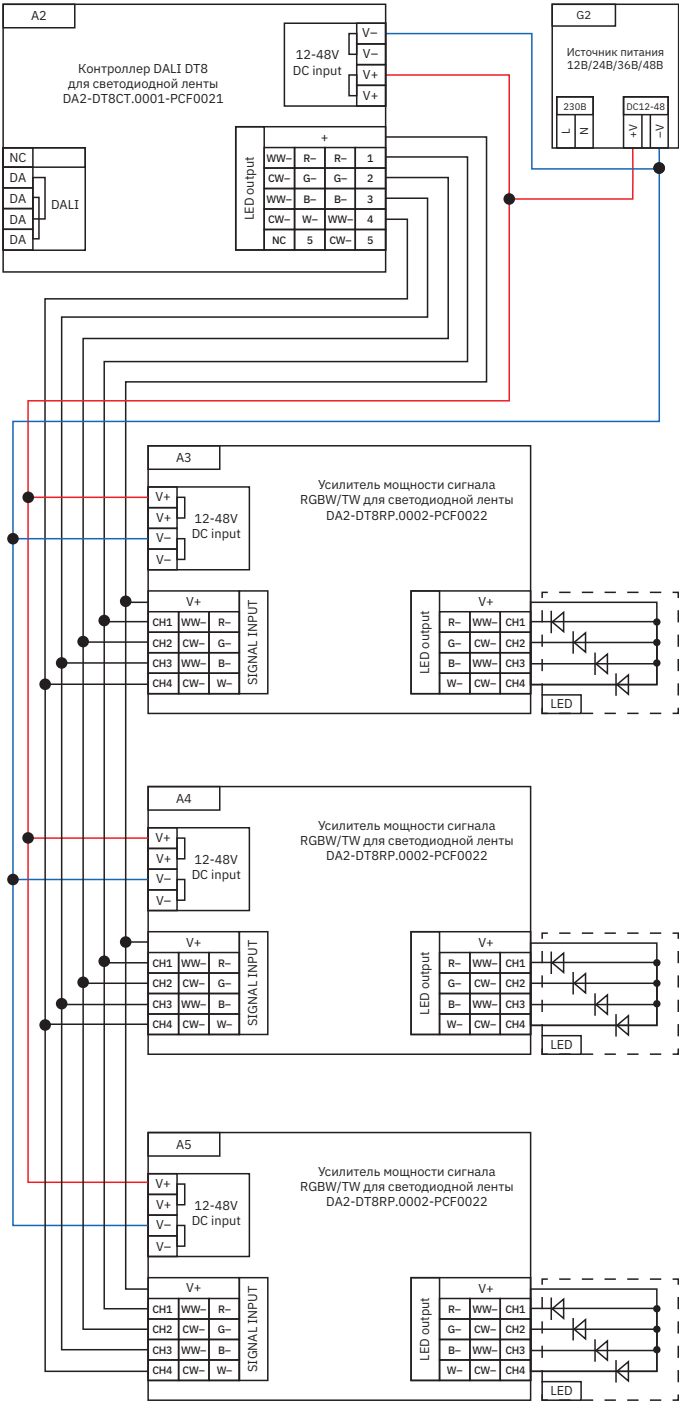 A2
Контроллер DALI DT8
для светодиодной ленты
DA2-DT8CT.0001-PCF0021
12-48V
DC input
V–
V–
V+
V+
G2
Источник питания
12В/24В/36В/48В
230В
L
N
DC12-48
+V
–V
NC
DA
DA
DA
DA
DALI
LED output
+
WW– R– R– 1
CW– G– G– 2
WW– B– B– 3
CW– W– WW– 4
NC 5 CW– 5
A3
Усилитель мощности сигнала
RGBW/TW для светодиодной ленты
DA2-DT8RP.0002-PCF0022
V+
V+
V–
V–
12-48V
DC input
V+
CH1 WW– R–
CH2 CW– G–
CH3 WW– B–
CH4 CW– W–
SIGNAL INPUT
LED output
V+
R– WW– CH1
G– CW– CH2
B– WW– CH3
W– CW– CH4
LED
A4
Усилитель мощности сигнала
RGBW/TW для светодиодной ленты
DA2-DT8RP.0002-PCF0022
V+
V+
V–
V–
12-48V
DC input
V+
CH1 WW– R–
CH2 CW– G–
CH3 WW– B–
CH4 CW– W–
SIGNAL INPUT
LED output
V+
R– WW– CH1
G– CW– CH2
B– WW– CH3
W– CW– CH4
LED
A5
Усилитель мощности сигнала
RGBW/TW для светодиодной ленты
DA2-DT8RP.0002-PCF0022
V+
V+
V–
V–
12-48V
DC input
V+
CH1 WW– R–
CH2 CW– G–
CH3 WW– B–
CH4 CW– W–
SIGNAL INPUT
LED output
V+
R– WW– CH1
G– CW– CH2
B– WW– CH3
W– CW– CH4
LED